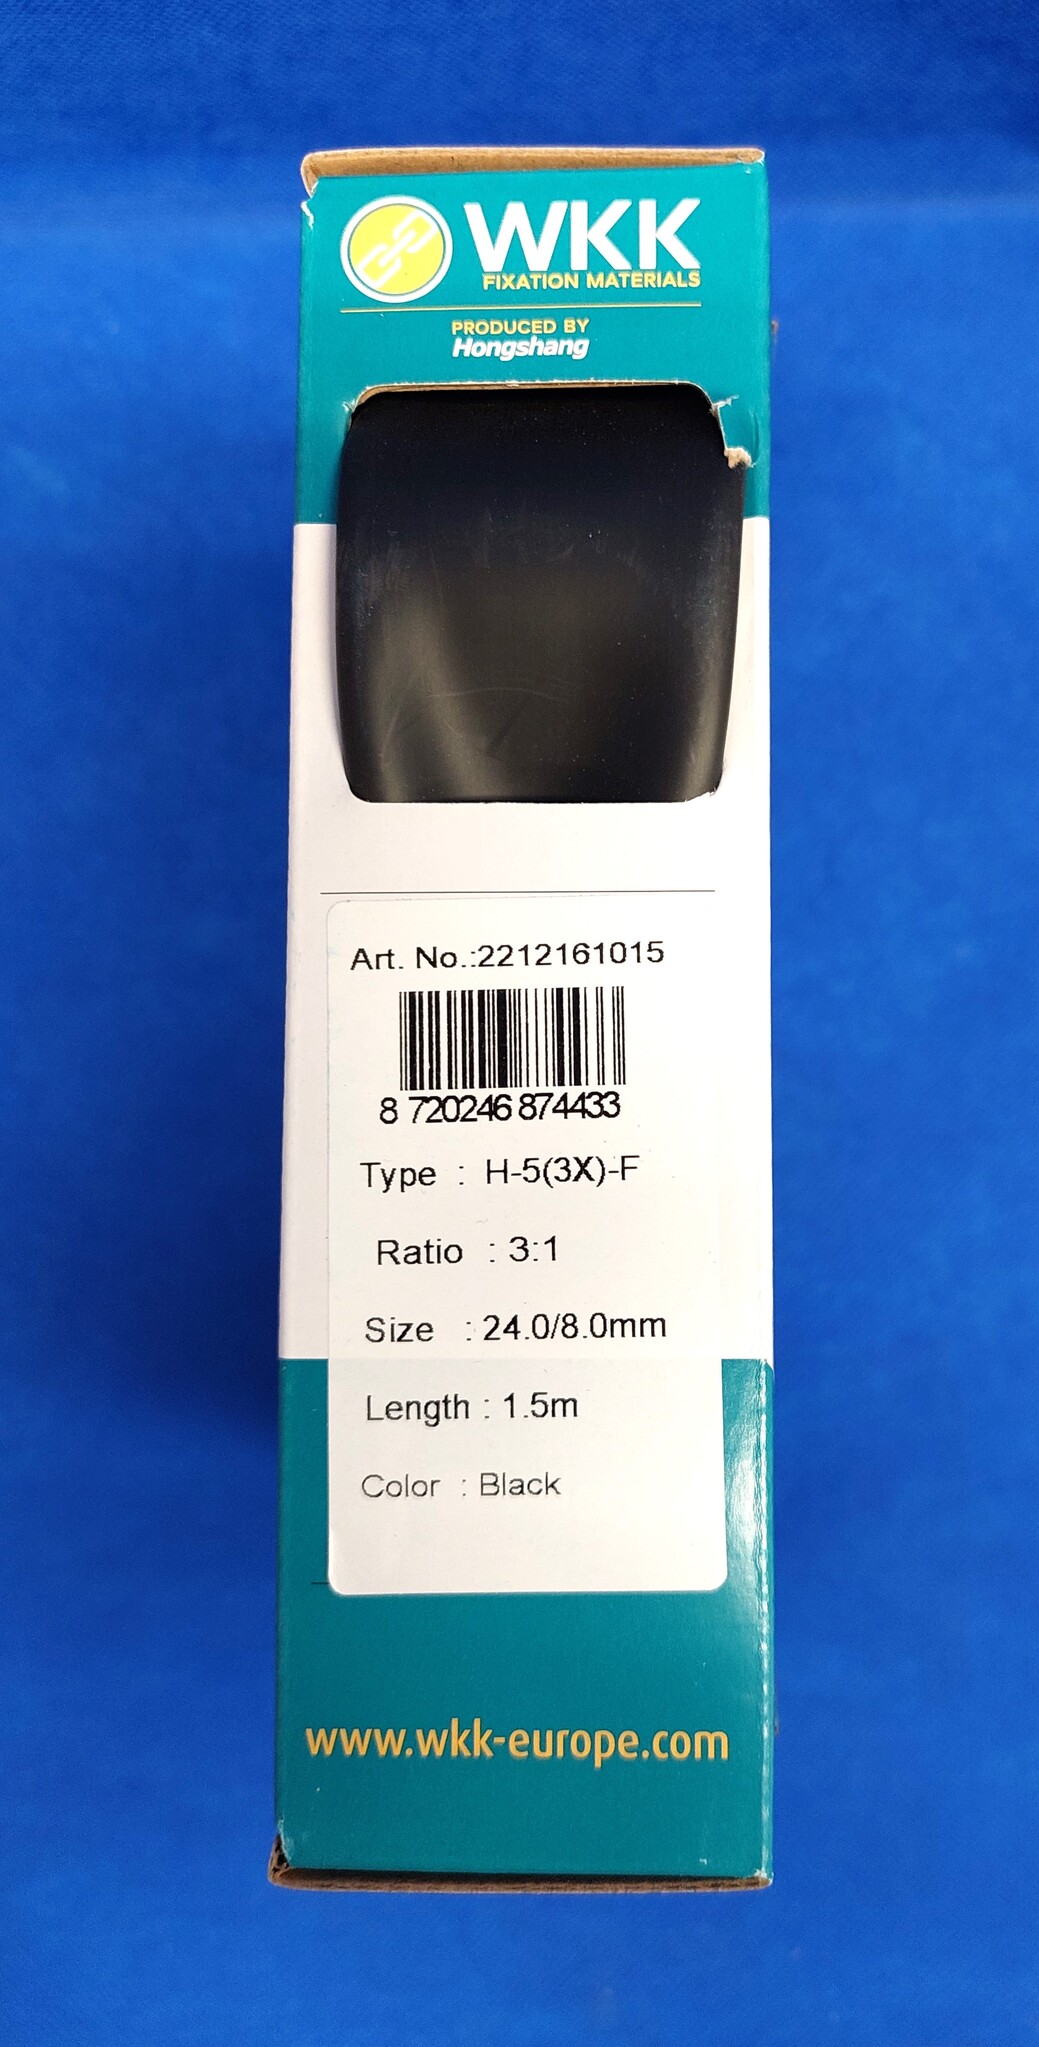 WKK
FIXATION MATERIALS
PRODUCED BY
Hongshang
Art. No.:2212161015
8 720246 874433
Type : H-5(3X)-F
Ratio : 3:1
Size : 24.0/8.0mm
Length : 1.5m
Color : Black
www.wkk-europe.com